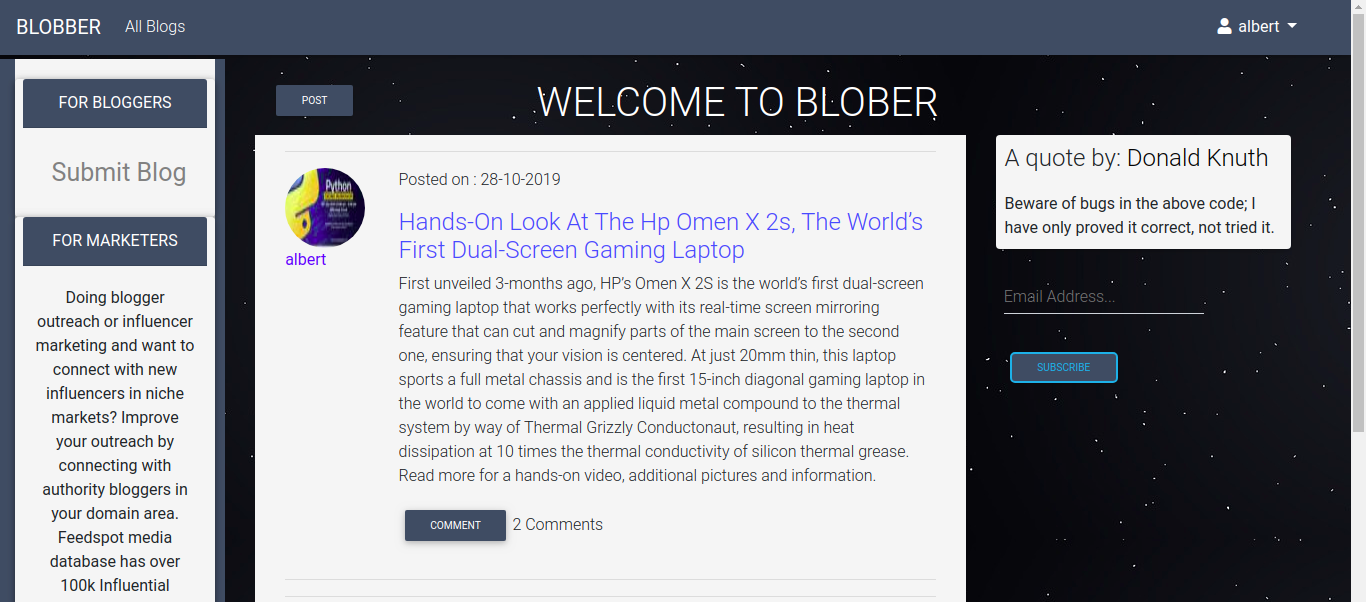 BLOBBER All Blogs albert
FOR BLOGGERS
Submit Blog
FOR MARKETERS
Doing blogger
outreach or influencer
marketing and want to
connect with new
influencers in niche
markets? Improve
your outreach by
connecting with
authority bloggers in
your domain area.
Feedspot media
database has over
100k Influential
POST
WELCOME TO BLOBER
Python
albert
Posted on : 28-10-2019
Hands-On Look At The Hp Omen X 2s, The World’s
First Dual-Screen Gaming Laptop
First unveiled 3-months ago, HP’s Omen X 2S is the world’s first dual-screen
gaming laptop that works perfectly with its real-time screen mirroring
feature that can cut and magnify parts of the main screen to the second
one, ensuring that your vision is centered. At just 20mm thin, this laptop
sports a full metal chassis and is the first 15-inch diagonal gaming laptop in
the world to come with an applied liquid metal compound to the thermal
system by way of Thermal Grizzly Conductonaut, resulting in heat
dissipation at 10 times the thermal conductivity of silicon thermal grease.
Read more for a hands-on video, additional pictures and information.
COMMENT 2 Comments
A quote by: Donald Knuth
Beware of bugs in the above code; I
have only proved it correct, not tried it.
Email Address...
SUBSCRIBE